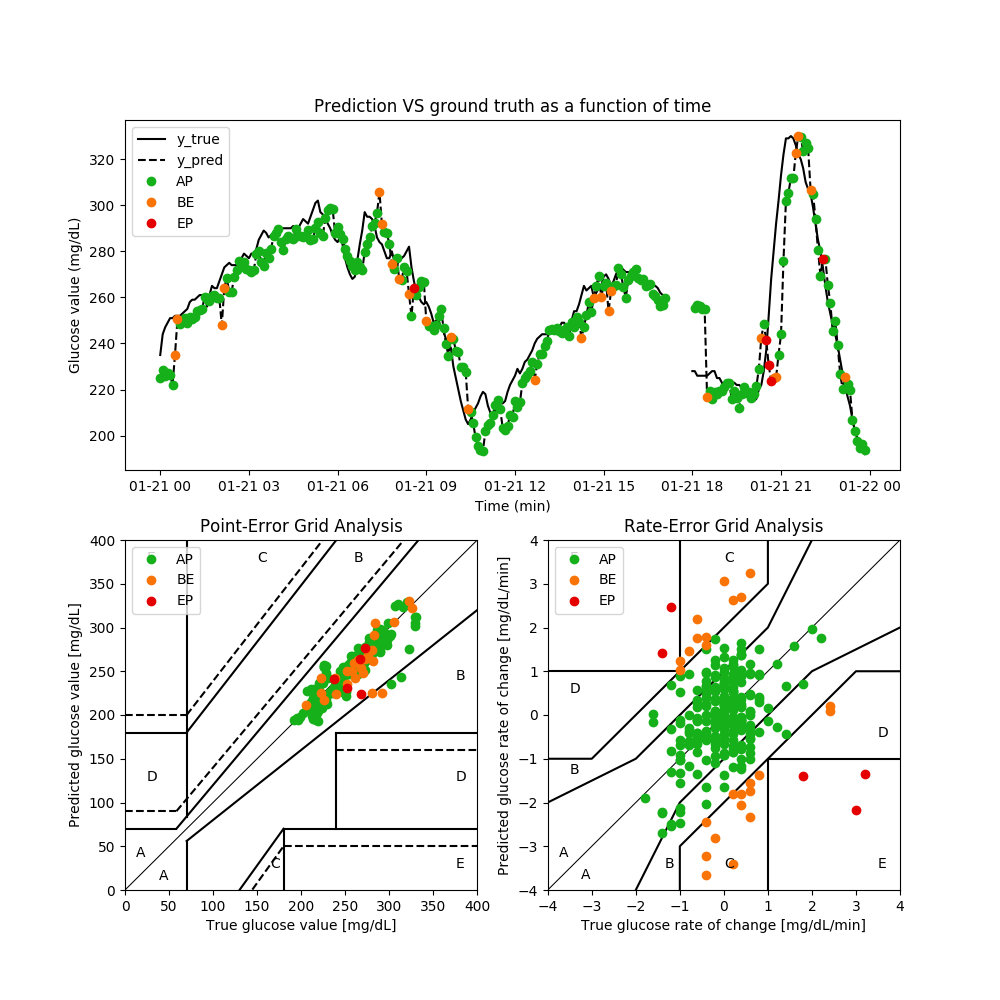 Prediction VS ground truth as a function of time
Glucose value (mg/dL)
320
300
280
260
240
220
200
y_true
y_pred
AP
BE
EP
01-21 00 01-21 03 01-21 06 01-21 09 01-21 12 01-21 15 01-21 18 01-21 21 01-22 00
Time (min)
Point-Error Grid Analysis
Predicted glucose value [mg/dL]
400
350
300
250
200
150
100
50
0
AP
BE
EP
C
B
B
D
D
A
A
C
E
0 50 100 150 200 250 300 350 400
True glucose value [mg/dL]
Rate-Error Grid Analysis
Predicted glucose rate of change [mg/dL/min]
4
3
2
1
0
−1
−2
−3
−4
AP
BE
EP
C
D
D
B
A
A
B
C
E
−4 −3 −2 −1 0 1 2 3 4
True glucose rate of change [mg/dL/min]